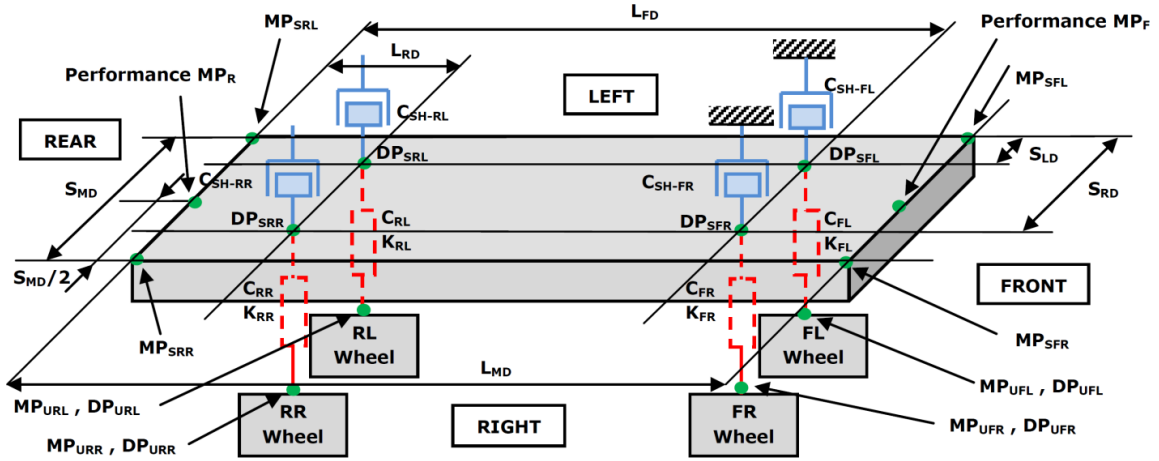 MP_SRL
L_FD
Performance MP_F
L_RD
Performance MP_R
MP_SFL
C_SH-FL
LEFT
C_SH-RL
REAR
DP_SRL
DP_SFL
S_LD
C_SH-RR
C_SH-FR
S_MD
S_RD
DP_SRR
C_RL
DP_SFR
C_FL
K_RL
K_FL
S_MD/2
C_RR
C_FR
FRONT
K_RR
K_FR
MP_SRR
RL
Wheel
FL
Wheel
MP_SFR
L_MD
MP_URL , DP_URL
MP_UFL , DP_UFL
RR
Wheel
RIGHT
FR
Wheel
MP_URR , DP_URR
MP_UFR , DP_UFR